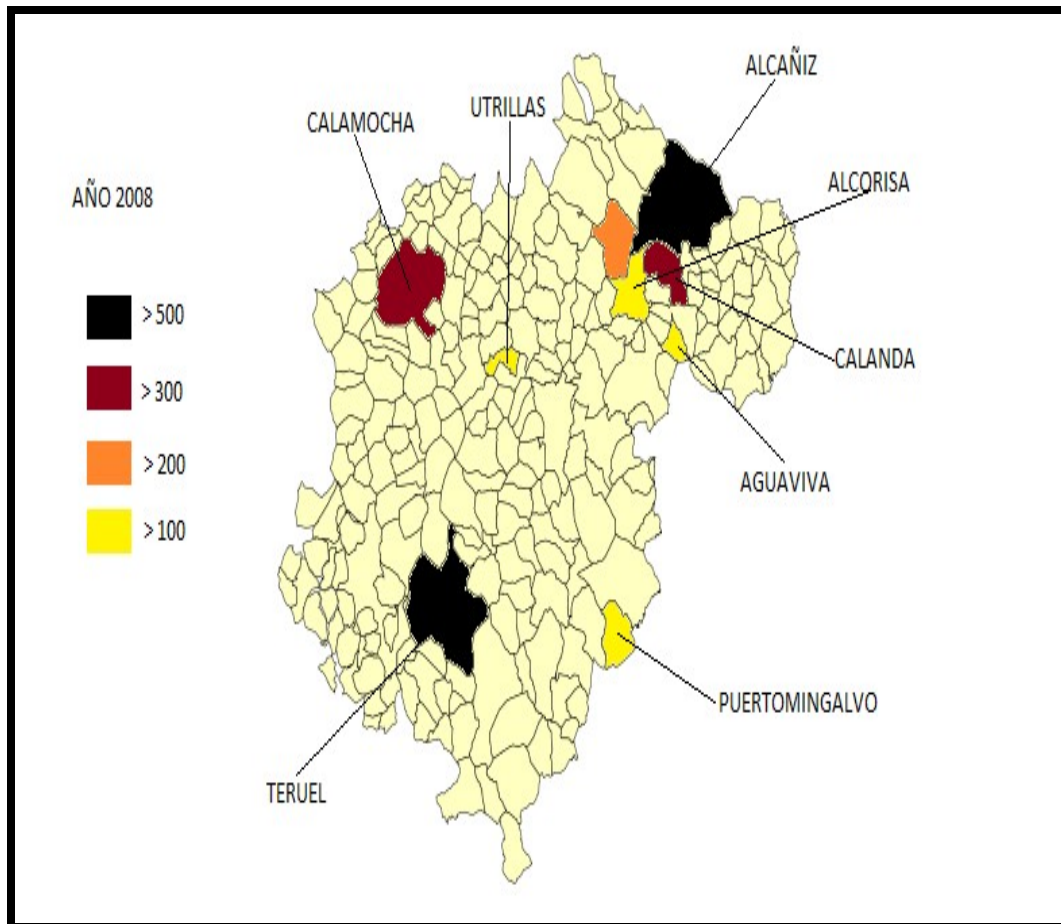 ALCAÑIZ
UTRILLAS
CALAMOCHA
ALCORISA
AÑO 2008
>500
>300
CALANDA
>200
AGUAVIVA
>100
PUERTOMINGALVO
TERUEL